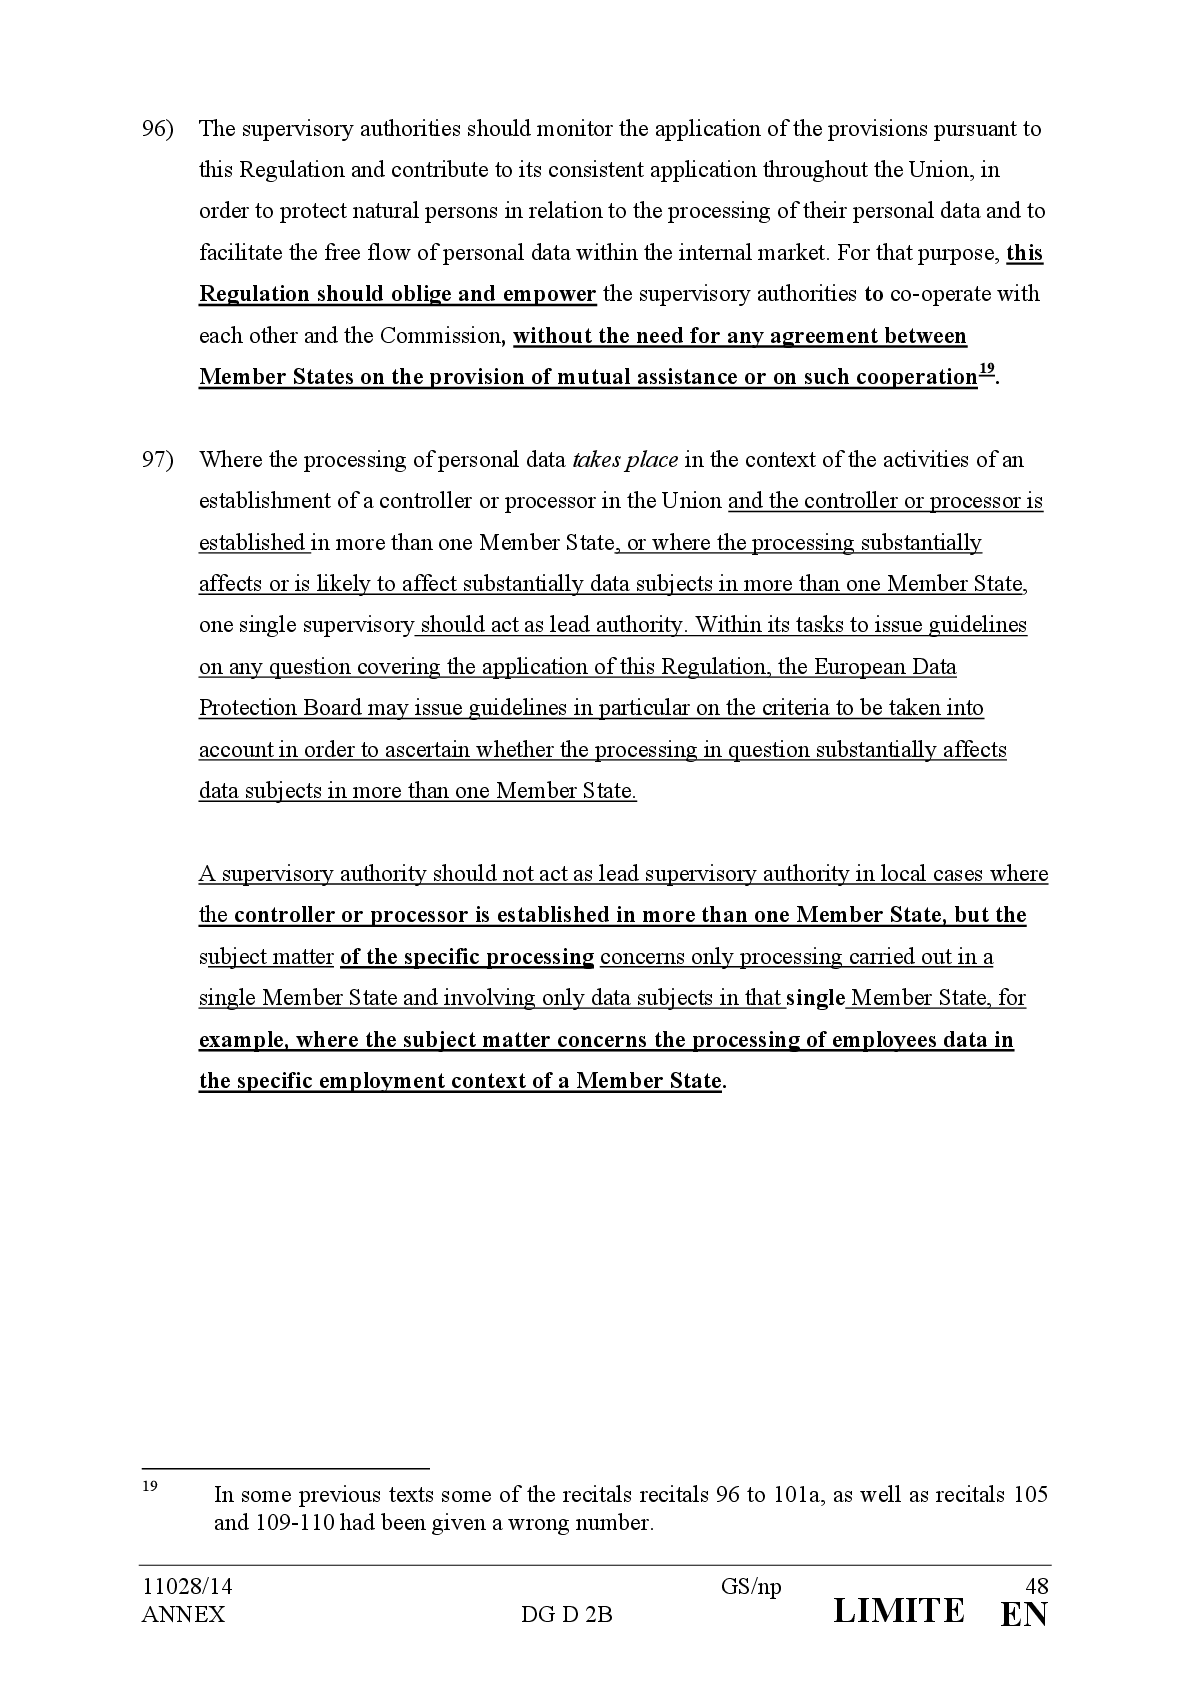 96) The supervisory authorities should monitor the application of the provisions pursuant to
this Regulation and contribute to its consistent application throughout the Union, in
order to protect natural persons in relation to the processing of their personal data and to
facilitate the free flow of personal data within the internal market. For that purpose, this
Regulation should oblige and empower the supervisory authorities to co-operate with
each other and the Commission, without the need for any agreement between
Member States on the provision of mutual assistance or on such cooperation19.
97) Where the processing of personal data takes place in the context of the activities of an
establishment of a controller or processor in the Union and the controller or processor is
established in more than one Member State, or where the processing substantially
affects or is likely to affect substantially data subjects in more than one Member State,
one single supervisory should act as lead authority. Within its tasks to issue guidelines
on any question covering the application of this Regulation, the European Data
Protection Board may issue guidelines in particular on the criteria to be taken into
account in order to ascertain whether the processing in question substantially affects
data subjects in more than one Member State.
A supervisory authority should not act as lead supervisory authority in local cases where
the controller or processor is established in more than one Member State, but the
subject matter of the specific processing concerns only processing carried out in a
single Member State and involving only data subjects in that single Member State, for
example, where the subject matter concerns the processing of employees data in
the specific employment context of a Member State.
19 In some previous texts some of the recitals recitals 96 to 101a, as well as recitals 105
and 109-110 had been given a wrong number.
11028/14 GS/np 48
ANNEX DG D 2B LIMITE EN